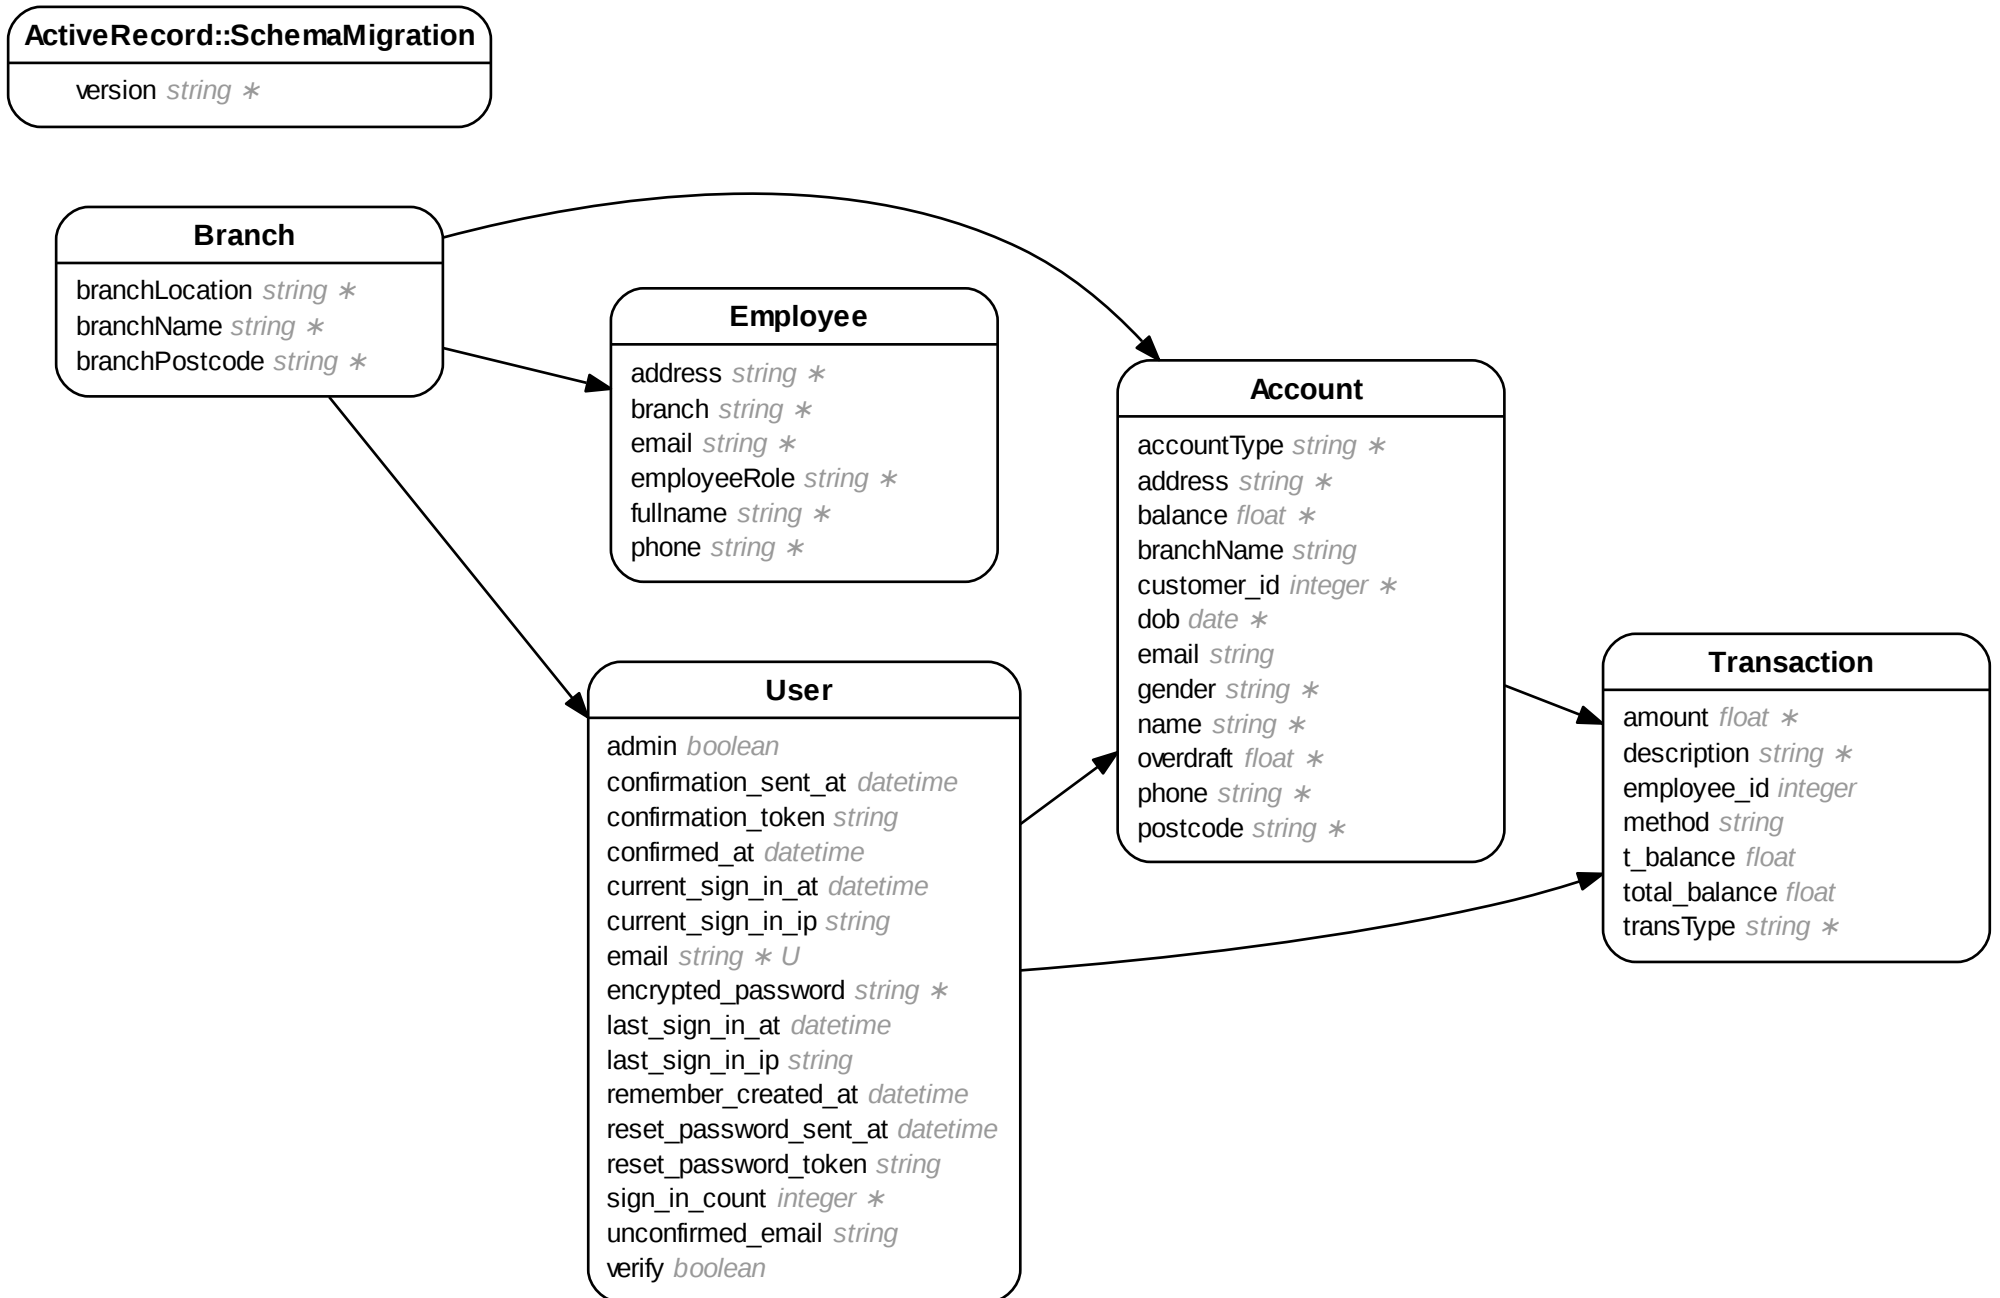 ActiveRecord::SchemaMigration
version string ∗
Branch
branchLocation string ∗
branchName string ∗
branchPostcode string ∗
Employee
address string ∗
branch string ∗
email string ∗
employeeRole string ∗
fullname string ∗
phone string ∗
Account
accountType string ∗
address string ∗
balance float ∗
branchName string
customer_id integer ∗
dob date ∗
email string
gender string ∗
name string ∗
overdraft float ∗
phone string ∗
postcode string ∗
User
admin boolean
confirmation_sent_at datetime
confirmation_token string
confirmed_at datetime
current_sign_in_at datetime
current_sign_in_ip string
email string ∗ U
encrypted_password string ∗
last_sign_in_at datetime
last_sign_in_ip string
remember_created_at datetime
reset_password_sent_at datetime
reset_password_token string
sign_in_count integer ∗
unconfirmed_email string
verify boolean
Transaction
amount float ∗
description string ∗
employee_id integer
method string
t_balance float
total_balance float
transType string ∗